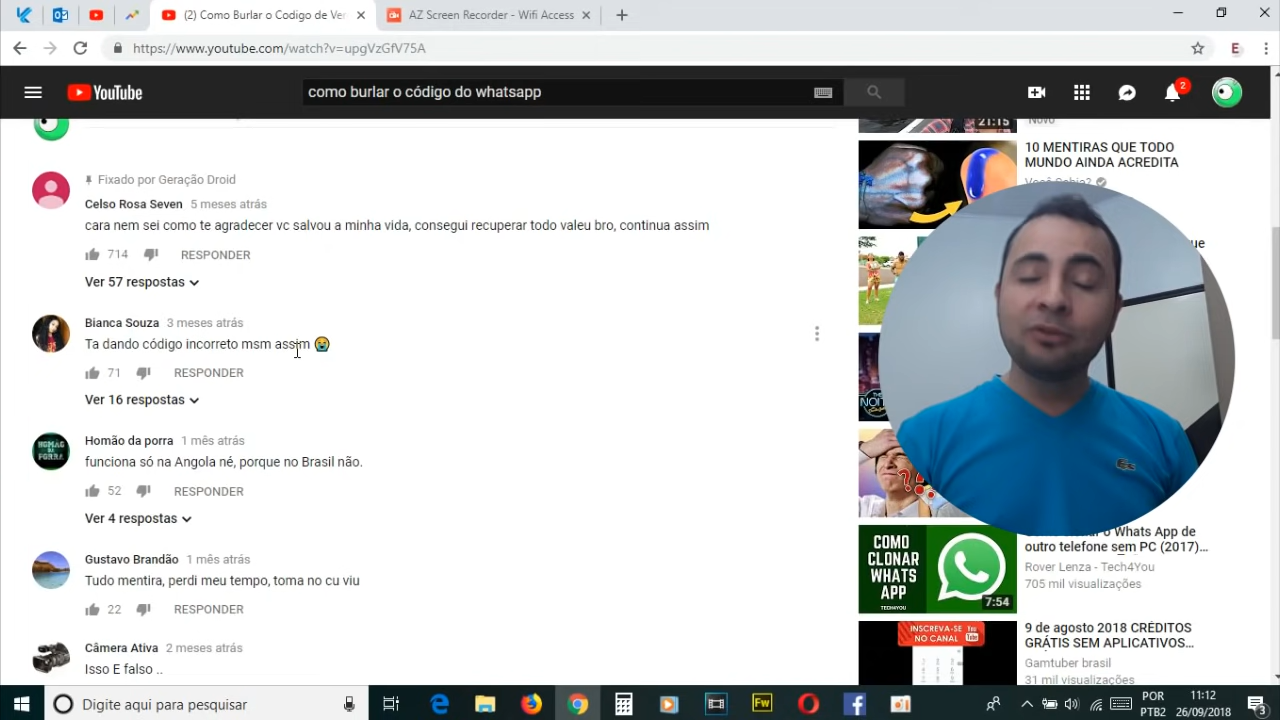 (2) Como Burlar o Codigo de Ver
AZ Screen Recorder - Wifi Access
https://www.youtube.com/watch?v=upgVzGfV75A
YouTube
como burlar o código do whatsapp
2
21:15
Novo
10 MENTIRAS QUE TODO
MUNDO AINDA ACREDITA
Fixado por Geração Droid
Celso Rosa Seven 5 meses atrás
cara nem sei como te agradecer vc salvou a minha vida, consegui recuperar todo valeu bro, continua assim
714 RESPONDER
Ver 57 respostas
Bianca Souza 3 meses atrás
Ta dando código incorreto msm assim 😭
71 RESPONDER
Ver 16 respostas
Homão da porra 1 mês atrás
funciona só na Angola né, porque no Brasil não.
52 RESPONDER
Ver 4 respostas
Gustavo Brandão 1 mês atrás
Tudo mentira, perdi meu tempo, toma no cu viu
22 RESPONDER
Câmera Ativa 2 meses atrás
Isso E falso ..
que
o Whats App de
outro telefone sem PC (2017)...
Rover Lenza - Tech4You
705 mil visualizações
COMO
CLONAR
WHATS
APP
TECH4YOU
7:54
INSCREVA-SE
NO CANAL
You
Tube
9 de agosto 2018 CRÉDITOS
GRÁTIS SEM APLICATIVOS...
Gamtuber brasil
31 mil visualizações
Digite aqui para pesquisar
Fw
POR
PTB2
11:12
26/09/2018
3